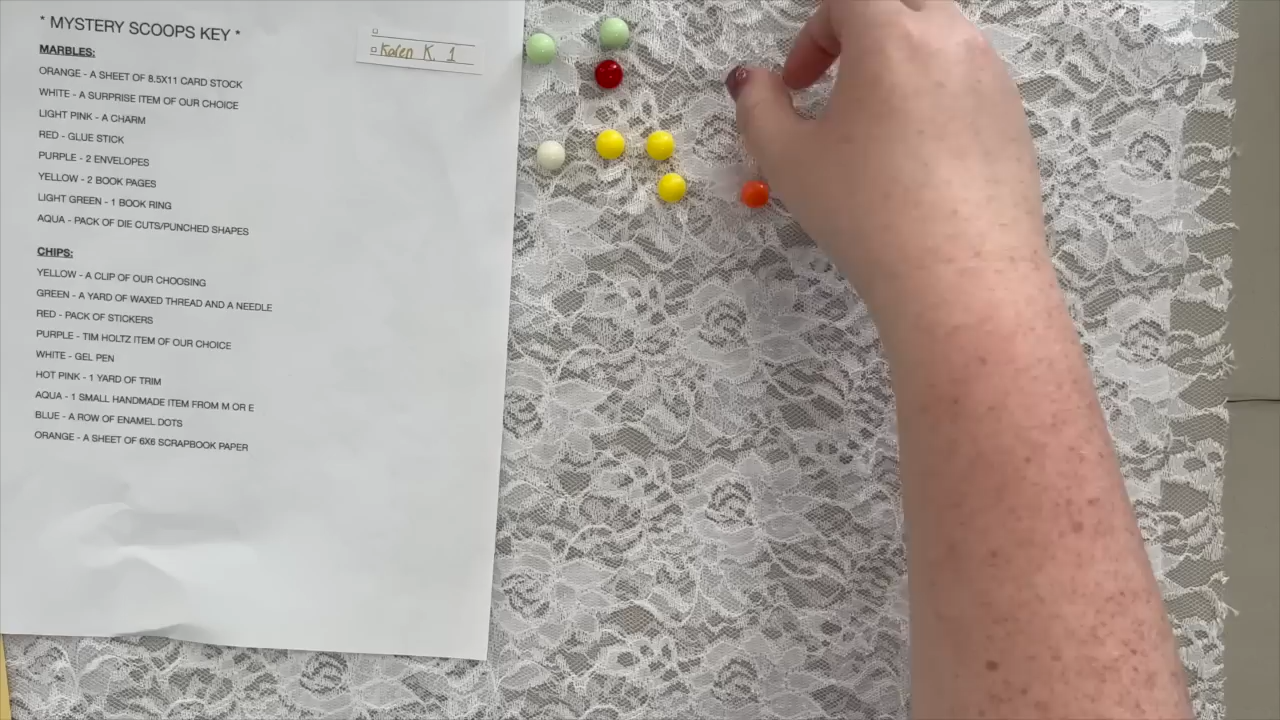 * MYSTERY SCOOPS KEY *
Karen K. 1
MARBLES:
ORANGE - A SHEET OF 8.5X11 CARD STOCK
WHITE - A SURPRISE ITEM OF OUR CHOICE
LIGHT PINK - A CHARM
RED - GLUE STICK
PURPLE - 2 ENVELOPES
YELLOW - 2 BOOK PAGES
LIGHT GREEN - 1 BOOK RING
AQUA - PACK OF DIE CUTS/PUNCHED SHAPES
CHIPS:
YELLOW - A CLIP OF OUR CHOOSING
GREEN - A YARD OF WAXED THREAD AND A NEEDLE
RED - PACK OF STICKERS
PURPLE - TIM HOLTZ ITEM OF OUR CHOICE
WHITE - GEL PEN
HOT PINK - 1 YARD OF TRIM
AQUA - 1 SMALL HANDMADE ITEM FROM M OR E
BLUE - A ROW OF ENAMEL DOTS
ORANGE - A SHEET OF 6X6 SCRAPBOOK PAPER